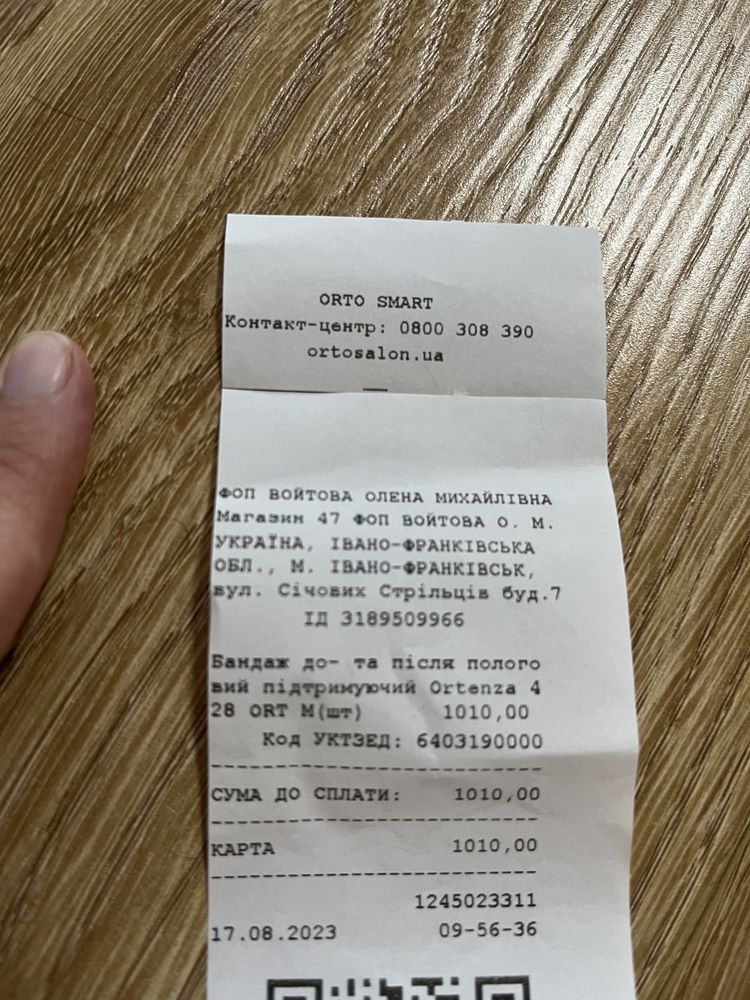 ORTO SMART
Контакт-центр: 0800 308 390
ortosalon.ua
ФОП ВОЙТОВА ОЛЕНА МИХАЙЛІВНА
Магазин 47 ФОП ВОЙТОВА О. М.
УКРАЇНА, ІВАНО-ФРАНКІВСЬКА
ОБЛ., М. ІВАНО-ФРАНКІВСЬК,
вул. Січових Стрільців буд.7
ІД 3189509966
Бандаж до- та після полого
вий підтримуючий Ortenza 4
28 ORT M(шт) 1010,00
Код УКТЗЕД: 6403190000
СУМА ДО СПЛАТИ: 1010,00
КАРТА 1010,00
1245023311
17.08.2023 09-56-36